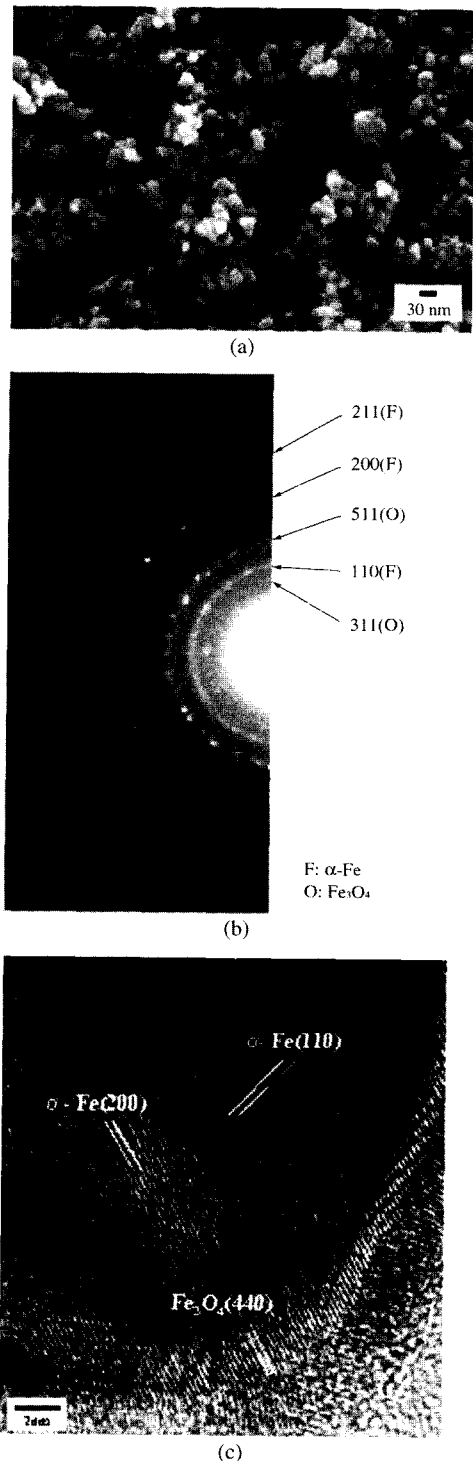 30 nm
(a)
211(F)
200(F)
511(O)
110(F)
311(O)
F: α-Fe
O: Fe₃O₄
(b)
α- Fe(110)
α - Fe(200)
Fe₃O₄(440)
(c)